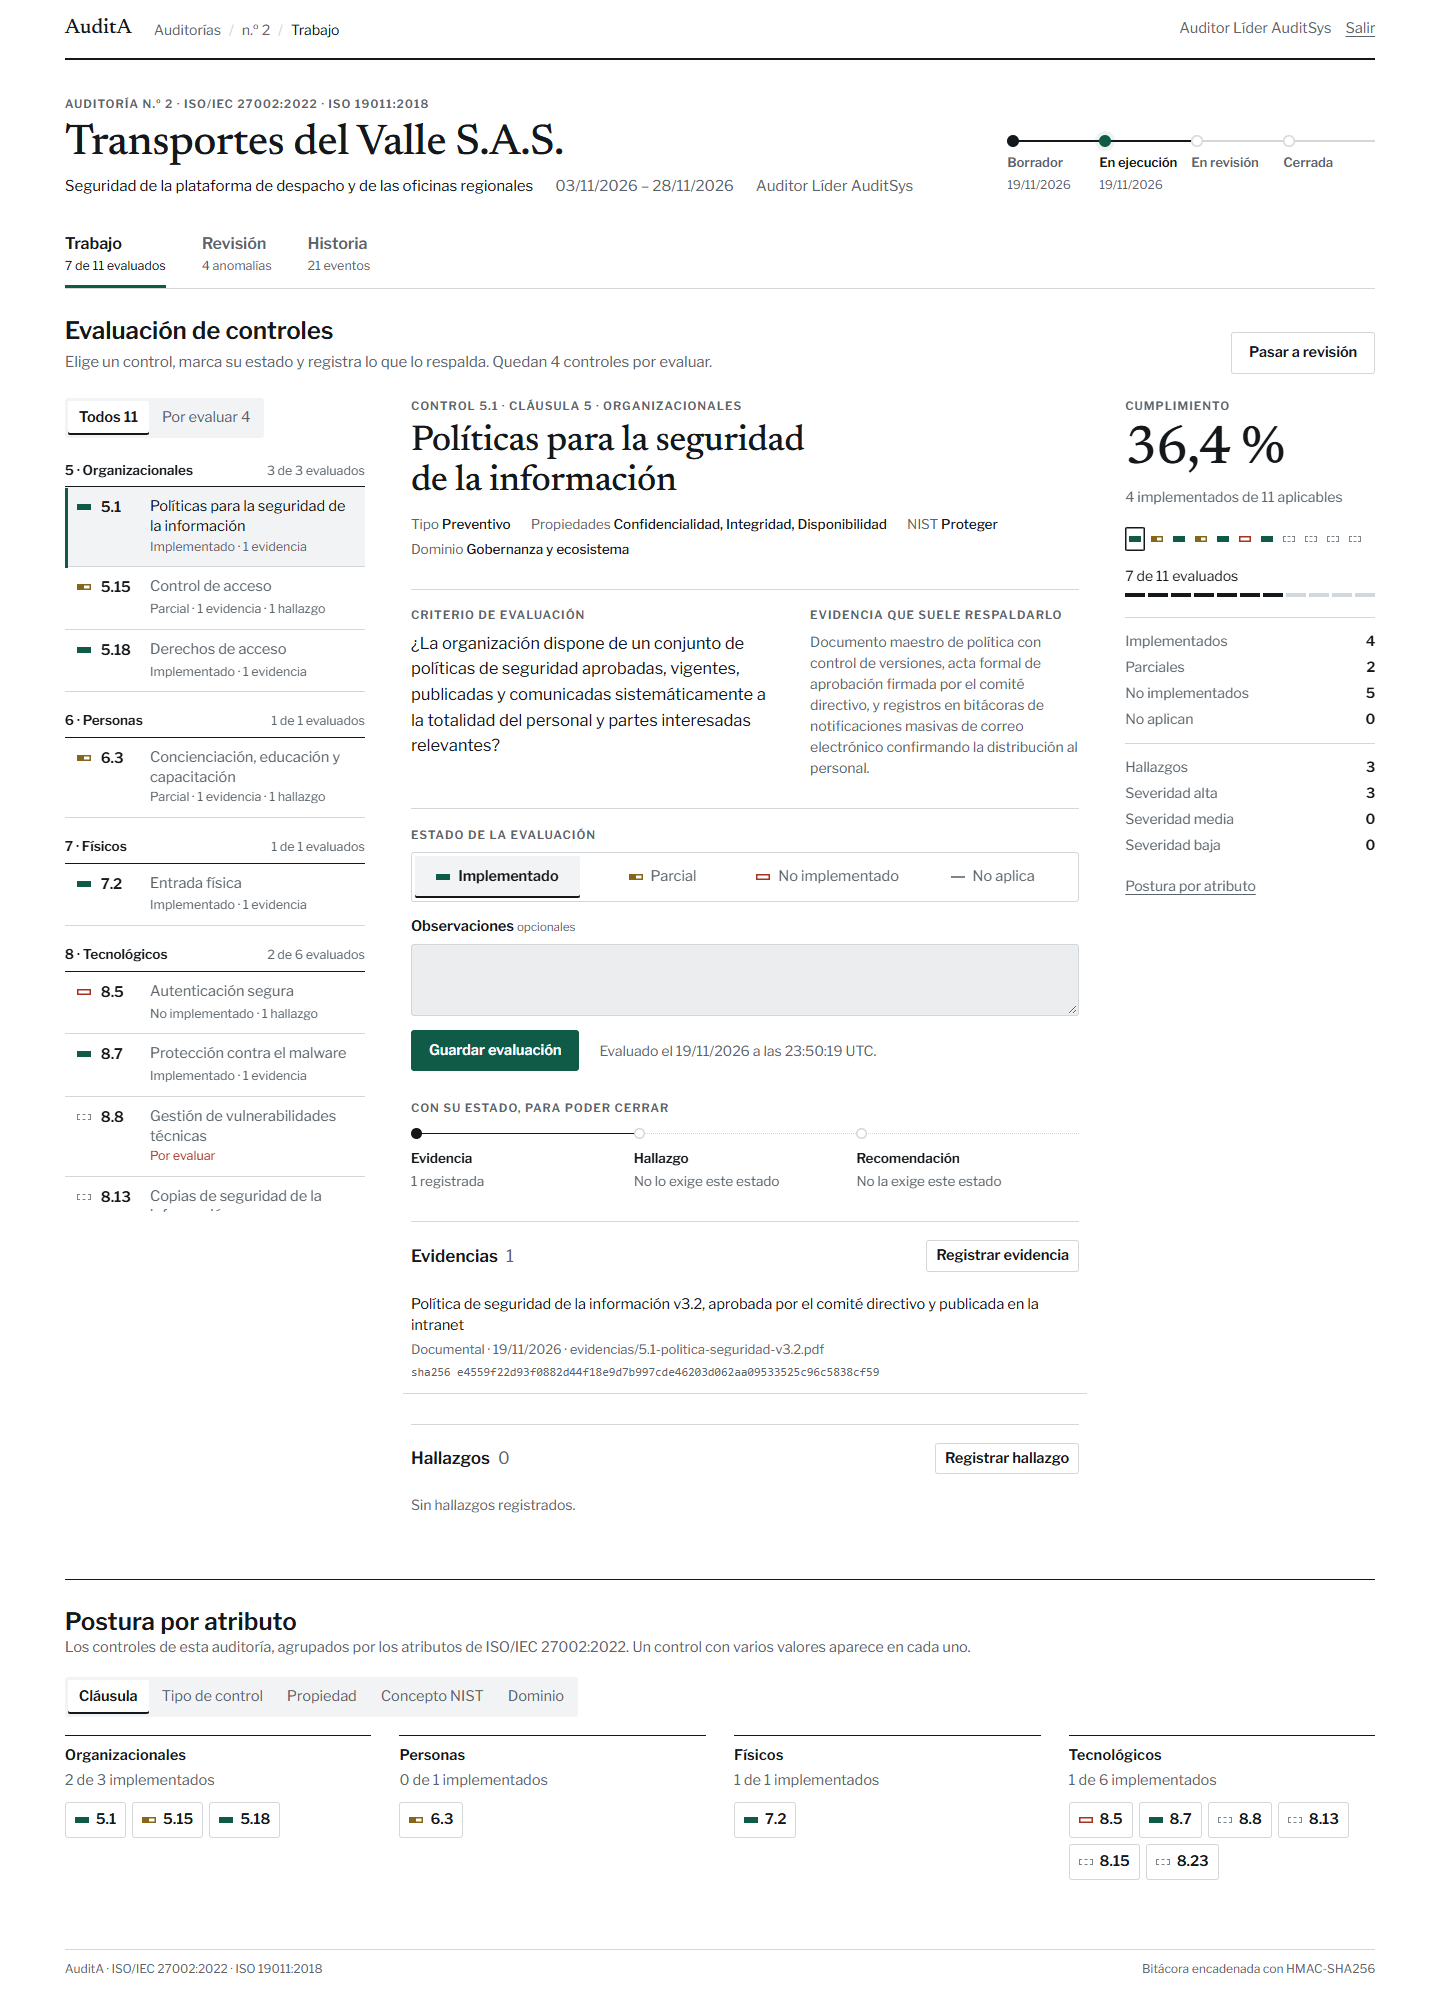 AuditA
Auditorías / n.º 2 / Trabajo
Auditor Líder AuditSys Salir
AUDITORÍA N.º 2 · ISO/IEC 27002:2022 · ISO 19011:2018
Transportes del Valle S.A.S.
Seguridad de la plataforma de despacho y de las oficinas regionales 03/11/2026 – 28/11/2026 Auditor Líder AuditSys
Borrador En ejecución En revisión Cerrada
19/11/2026 19/11/2026
Trabajo Revisión Historia
7 de 11 evaluados 4 anomalías 21 eventos
Evaluación de controles
Elige un control, marca su estado y registra lo que lo respalda. Quedan 4 controles por evaluar.
Pasar a revisión
Todos 11 Por evaluar 4
5 · Organizacionales 3 de 3 evaluados
5.1 Políticas para la seguridad de
la información
Implementado · 1 evidencia
5.15 Control de acceso
Parcial · 1 evidencia · 1 hallazgo
5.18 Derechos de acceso
Implementado · 1 evidencia
6 · Personas 1 de 1 evaluados
6.3 Concienciación, educación y
capacitación
Parcial · 1 evidencia · 1 hallazgo
7 · Físicos 1 de 1 evaluados
7.2 Entrada física
Implementado · 1 evidencia
8 · Tecnológicos 2 de 6 evaluados
8.5 Autenticación segura
No implementado · 1 hallazgo
8.7 Protección contra el malware
Implementado · 1 evidencia
8.8 Gestión de vulnerabilidades
técnicas
Por evaluar
8.13 Copias de seguridad de la
CONTROL 5.1 · CLÁUSULA 5 · ORGANIZACIONALES
Políticas para la seguridad
de la información
Tipo Preventivo Propiedades Confidencialidad, Integridad, Disponibilidad NIST Proteger
Dominio Gobernanza y ecosistema
CRITERIO DE EVALUACIÓN
¿La organización dispone de un conjunto de
políticas de seguridad aprobadas, vigentes,
publicadas y comunicadas sistemáticamente a
la totalidad del personal y partes interesadas
relevantes?
EVIDENCIA QUE SUELE RESPALDARLO
Documento maestro de política con
control de versiones, acta formal de
aprobación firmada por el comité
directivo, y registros en bitácoras de
notificaciones masivas de correo
electrónico confirmando la distribución al
personal.
ESTADO DE LA EVALUACIÓN
Implementado Parcial No implementado No aplica
Observaciones opcionales
Guardar evaluación Evaluado el 19/11/2026 a las 23:50:19 UTC.
CON SU ESTADO, PARA PODER CERRAR
Evidencia Hallazgo Recomendación
1 registrada No lo exige este estado No la exige este estado
Evidencias 1 Registrar evidencia
Política de seguridad de la información v3.2, aprobada por el comité directivo y publicada en la
intranet
Documental · 19/11/2026 · evidencias/5.1-politica-seguridad-v3.2.pdf
sha256 e4559f22d93f0882d44f18e9d7b997cde46203d062aa09533525c96c5838cf59
Hallazgos 0 Registrar hallazgo
Sin hallazgos registrados.
CUMPLIMIENTO
36,4 %
4 implementados de 11 aplicables
7 de 11 evaluados
Implementados 4
Parciales 2
No implementados 5
No aplican 0
Hallazgos 3
Severidad alta 3
Severidad media 0
Severidad baja 0
Postura por atributo
Postura por atributo
Los controles de esta auditoría, agrupados por los atributos de ISO/IEC 27002:2022. Un control con varios valores aparece en cada uno.
Cláusula Tipo de control Propiedad Concepto NIST Dominio
Organizacionales
2 de 3 implementados
5.1 5.15 5.18
Personas
0 de 1 implementados
6.3
Físicos
1 de 1 implementados
7.2
Tecnológicos
1 de 6 implementados
8.5 8.7 8.8 8.13
8.15 8.23
AuditA · ISO/IEC 27002:2022 · ISO 19011:2018
Bitácora encadenada con HMAC-SHA256